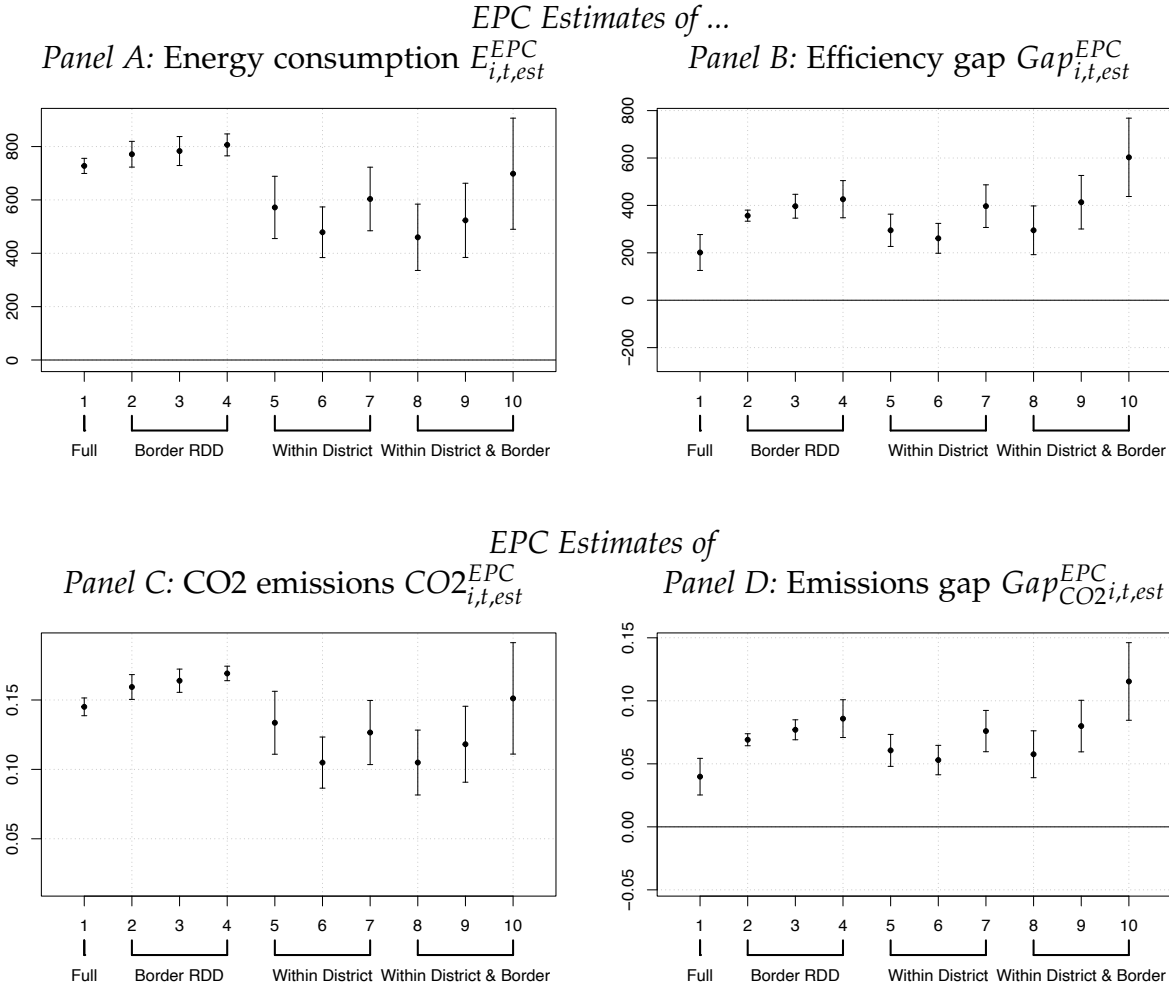 EPC Estimates of ...
Panel A: Energy consumption E^{EPC}_{i,t,est}
Panel B: Efficiency gap Gap^{EPC}_{i,t,est}
800
600
400
200
0
1 2 3 4 5 6 7 8 9 10
Full Border RDD Within District Within District & Border
800
600
400
200
0
−200
1 2 3 4 5 6 7 8 9 10
Full Border RDD Within District Within District & Border
EPC Estimates of
Panel C: CO2 emissions CO2^{EPC}_{i,t,est}
Panel D: Emissions gap Gap^{EPC}_{CO2 i,t,est}
0.15
0.10
0.05
1 2 3 4 5 6 7 8 9 10
Full Border RDD Within District Within District & Border
0.15
0.10
0.05
0.00
−0.05
1 2 3 4 5 6 7 8 9 10
Full Border RDD Within District Within District & Border